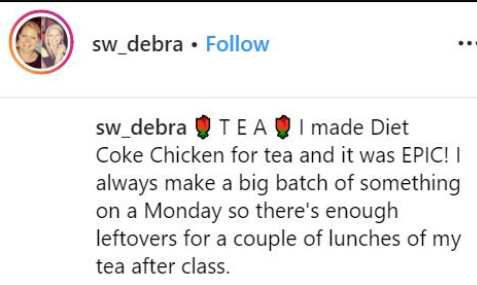 sw_debra • Follow
sw_debra 🌹 T E A 🌹 I made Diet
Coke Chicken for tea and it was EPIC! I
always make a big batch of something
on a Monday so there's enough
leftovers for a couple of lunches of my
tea after class.